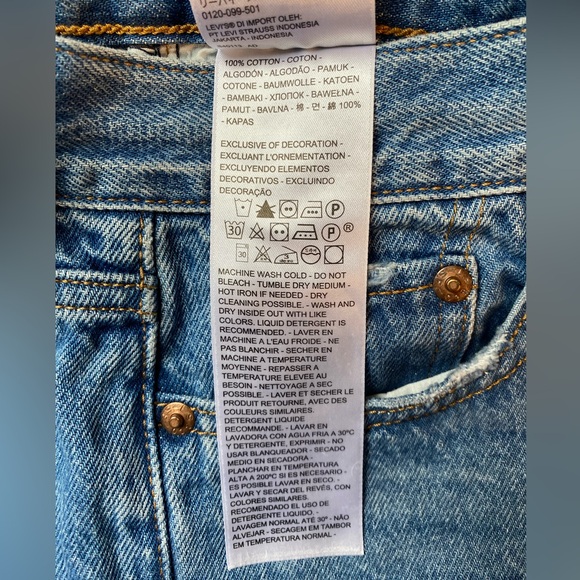 0120-099-501
LEVI'S® DI IMPORT OLEH:
PT LEVI STRAUSS INDONESIA
JAKARTA - INDONESIA
100% COTTON - COTON -
ALGODÓN - ALGODÃO - PAMUK -
COTONE - BAUMWOLLE - KATOEN
- BAMBAKI - ХЛОПОК - BAWEŁNA -
PAMUT - BAVLNA - 棉 - 면 - 綿 100%
- KAPAS
EXCLUSIVE OF DECORATION -
EXCLUANT L'ORNEMENTATION -
EXCLUYENDO ELEMENTOS
DECORATIVOS - EXCLUINDO
DECORAÇÃO
30 P
30 P ®
30
MACHINE WASH COLD - DO NOT
BLEACH - TUMBLE DRY MEDIUM -
HOT IRON IF NEEDED - DRY
CLEANING POSSIBLE. - WASH AND
DRY INSIDE OUT WITH LIKE
COLORS. LIQUID DETERGENT IS
RECOMMENDED. - LAVER EN
MACHINE A L'EAU FROIDE - NE
PAS BLANCHIR - SECHER EN
MACHINE A TEMPERATURE
MOYENNE - REPASSER A
TEMPERATURE ELEVEE AU
BESOIN - NETTOYAGE A SEC
POSSIBLE. - LAVER ET SECHER LE
PRODUIT RETOURNE, AVEC DES
COULEURS SIMILAIRES.
DETERGENT LIQUIDE
RECOMMANDE. - LAVAR EN
LAVADORA CON AGUA FRIA A 30ºC
Y DETERGENTE, EXPRIMIR - NO
USAR BLANQUEADOR - SECADO
MEDIO EN SECADORA -
PLANCHAR EN TEMPERATURA
ALTA A 200ºC SI ES NECESARIO -
ES POSIBLE LAVAR EN SECO. -
LAVAR Y SECAR DEL REVÉS, CON
COLORES SIMILARES.
RECOMENDADO EL USO DE
DETERGENTE LIQUIDO. -
LAVAGEM NORMAL ATÉ 30º - NÃO
ALVEJAR - SECAGEM EM TAMBOR
EM TEMPERATURA NORMAL -